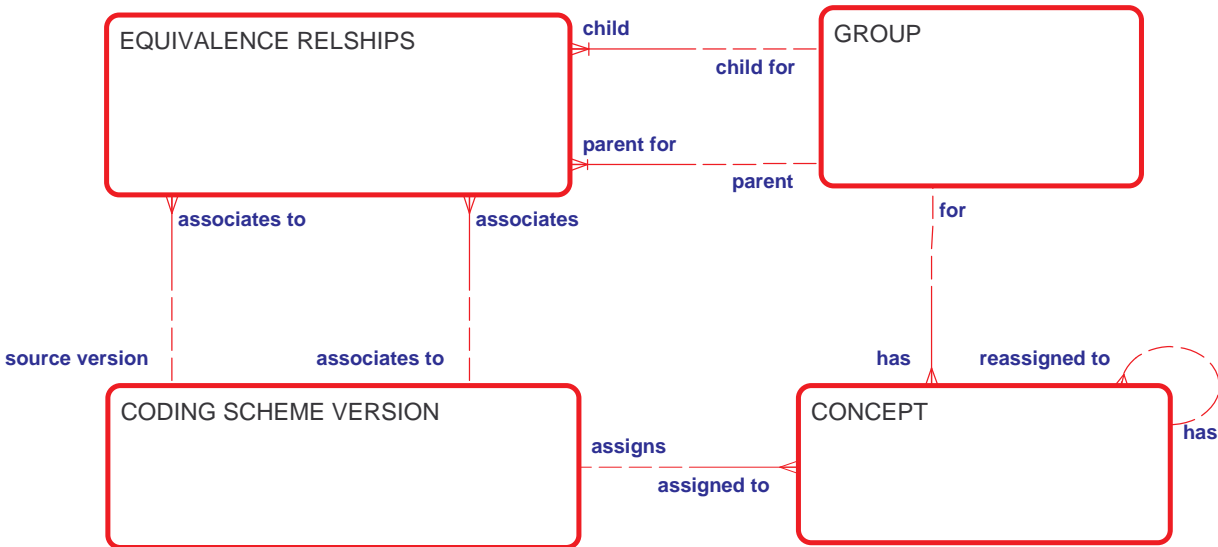 EQUIVALENCE RELSHIPS
child
GROUP
child for
parent for
parent
associates to
associates
for
source version
associates to
has
reassigned to
CODING SCHEME VERSION
CONCEPT
has
assigns
assigned to